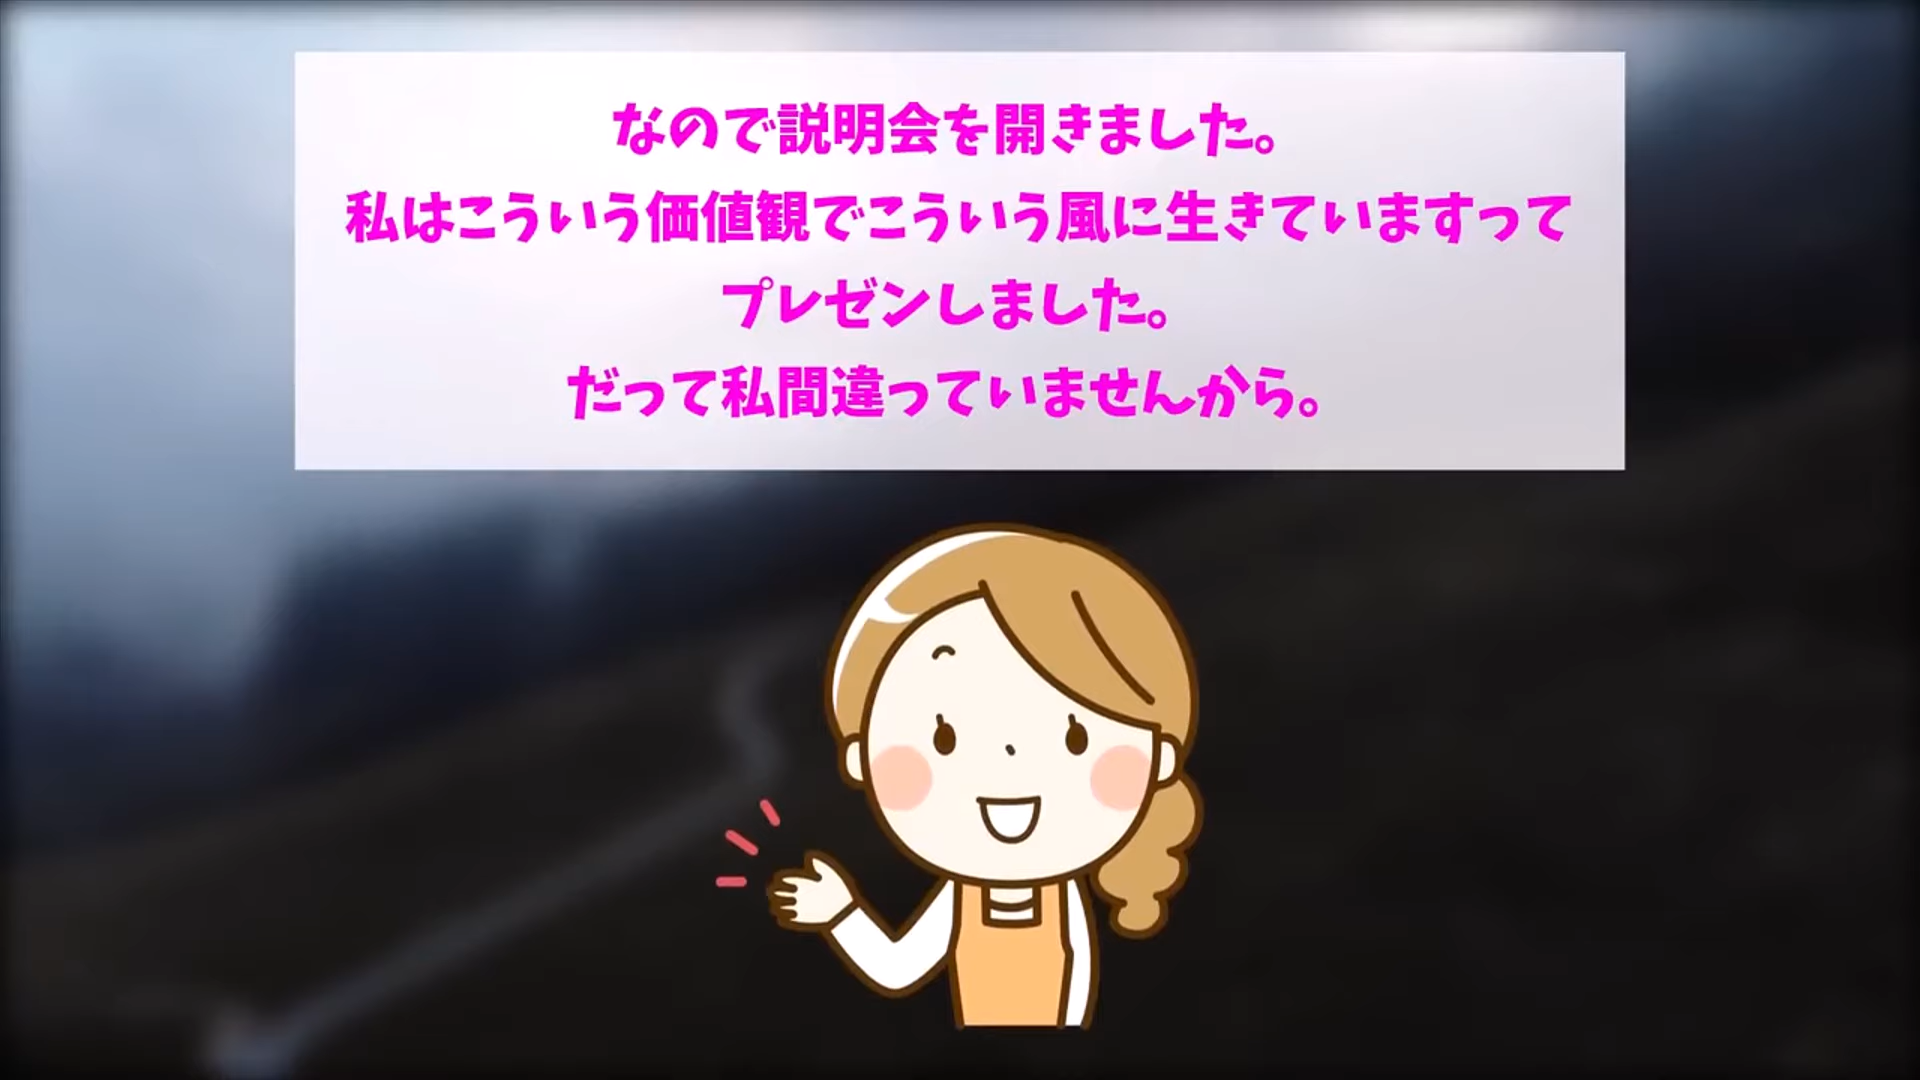 なので説明会を開きました。
私はこういう価値観でこういう風に生きていますって
プレゼンしました。
だって私間違っていませんから。